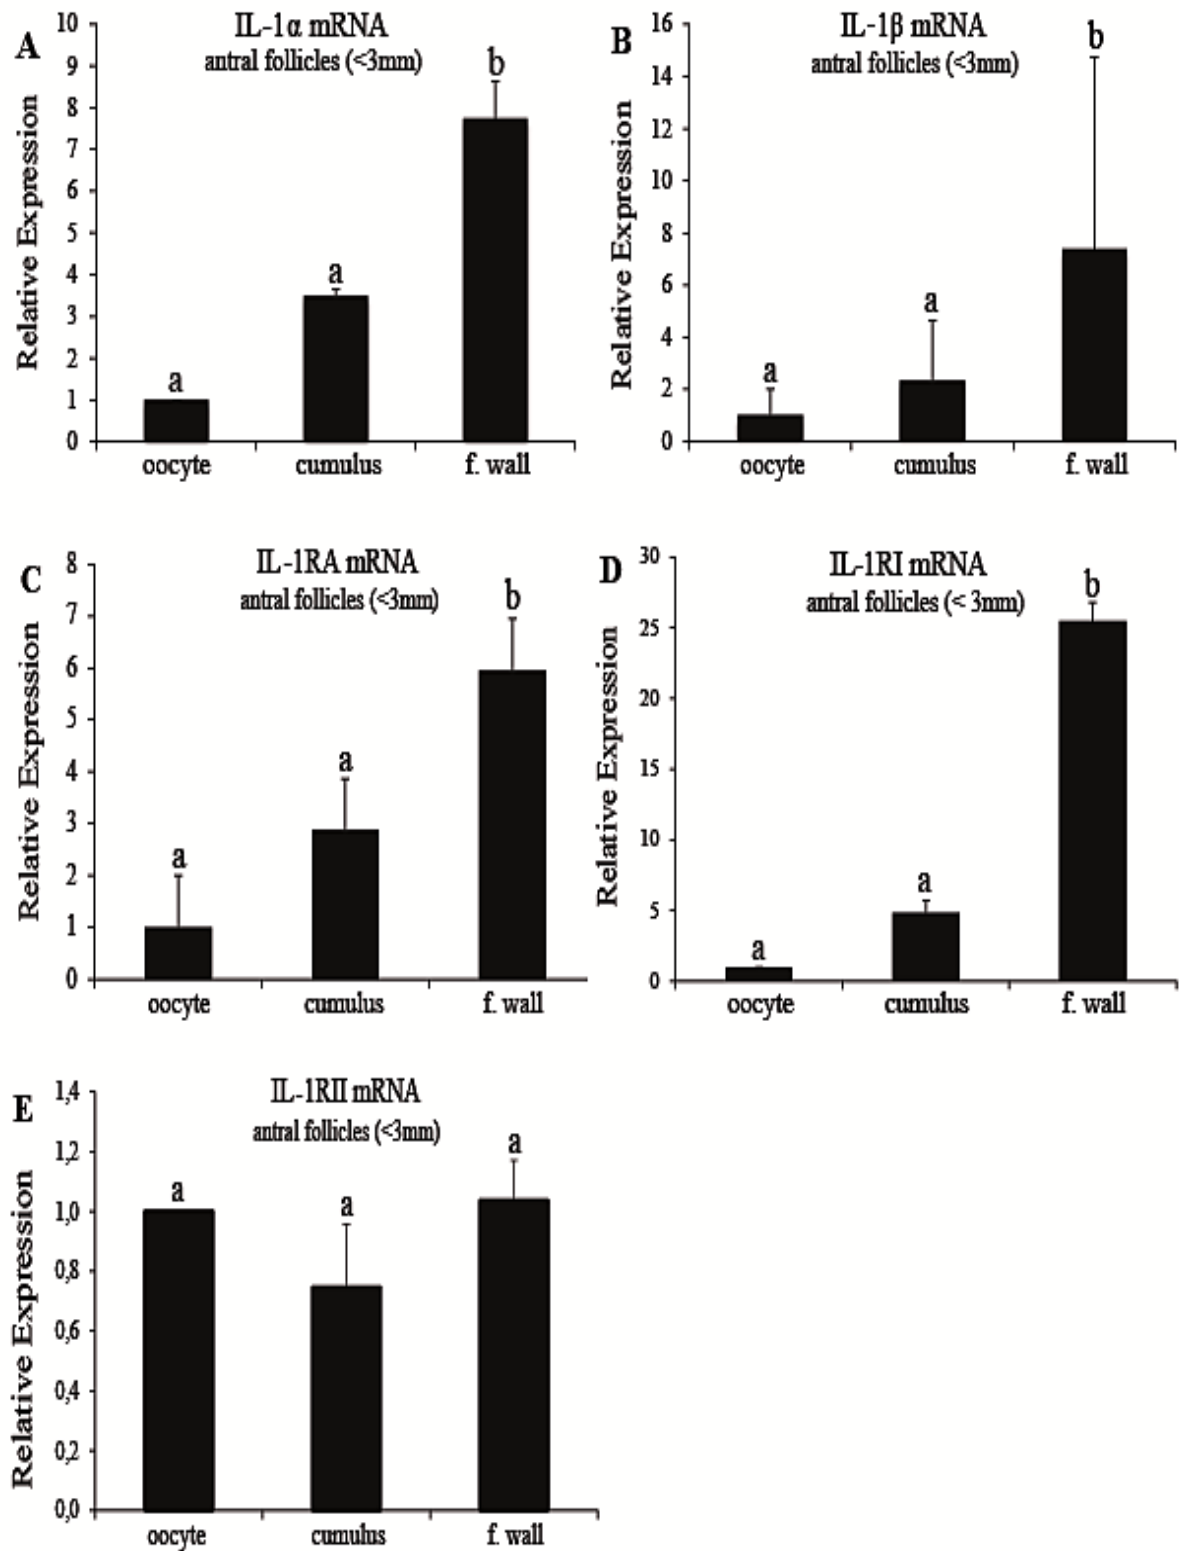 A
IL-1α mRNA
antral follicles (<3mm)
Relative Expression
10
9
8
7
6
5
4
3
2
1
0
a
a
b
oocyte cumulus f. wall
B
IL-1β mRNA
antral follicles (<3mm)
Relative Expression
16
14
12
10
8
6
4
2
0
a
a
b
oocyte cumulus f. wall
C
IL-1RA mRNA
antral follicles (<3mm)
Relative Expression
8
7
6
5
4
3
2
1
0
a
a
b
oocyte cumulus f. wall
D
IL-1RI mRNA
antral follicles (< 3mm)
Relative Expression
30
25
20
15
10
5
0
a
a
b
oocyte cumulus f. wall
E
IL-1RII mRNA
antral follicles (<3mm)
Relative Expression
1,4
1,2
1,0
0,8
0,6
0,4
0,2
0,0
a
a
a
oocyte cumulus f. wall